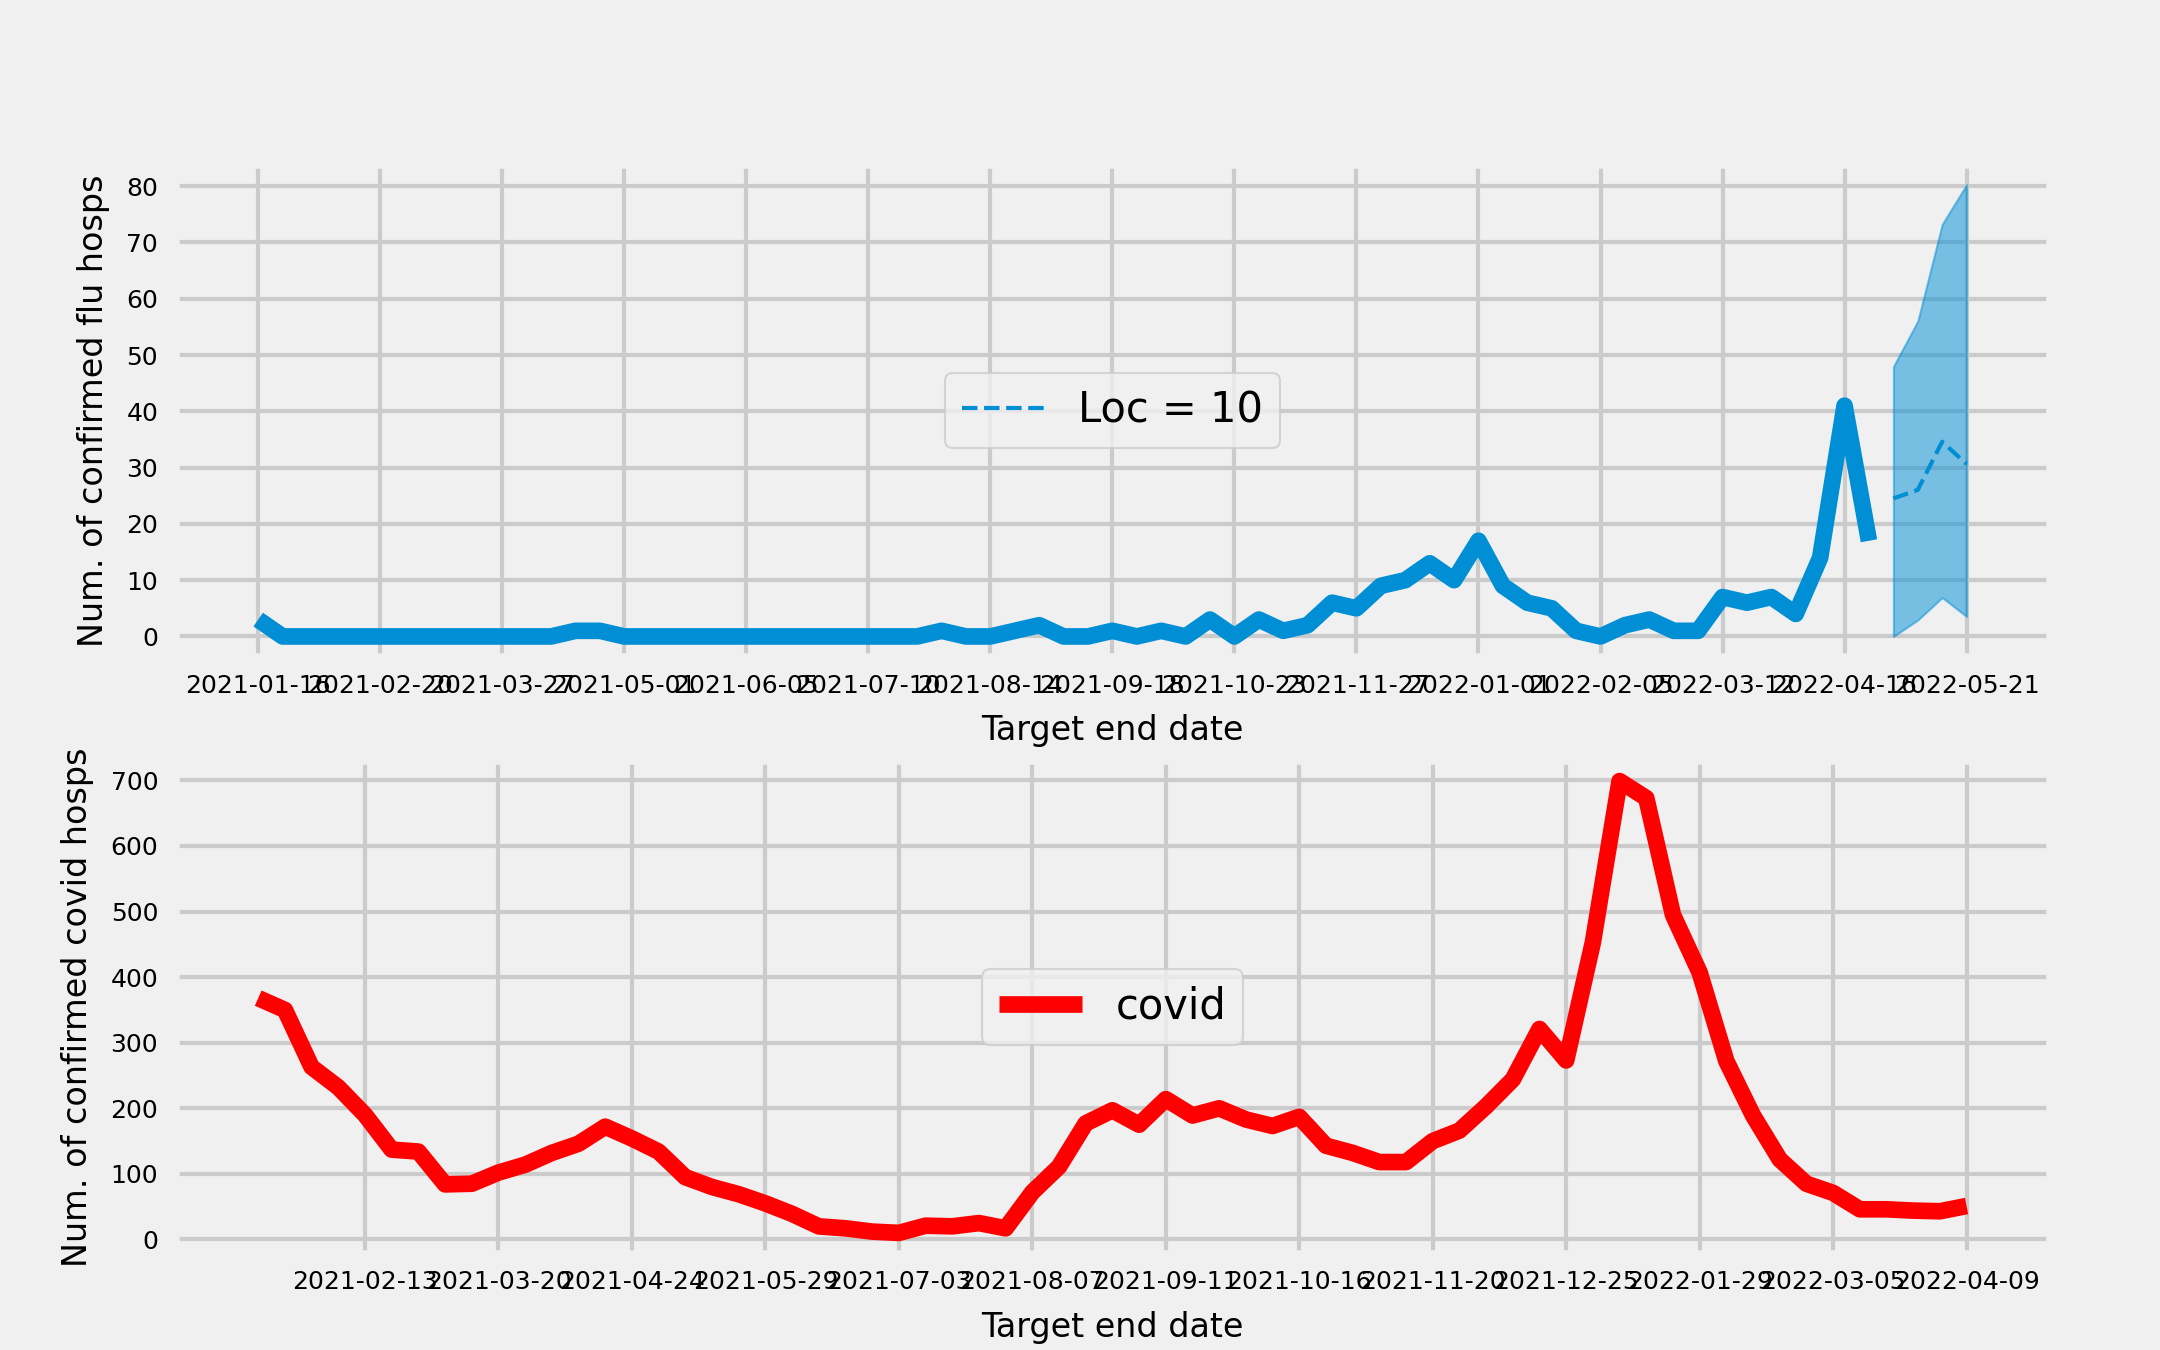 Num. of confirmed flu hosps
80
70
60
50
40
30
20
10
0
Loc = 10
2021-01-16 2021-02-20 2021-03-27 2021-05-01 2021-06-05 2021-07-10 2021-08-14 2021-09-18 2021-10-23 2021-11-27 2022-01-01 2022-02-05 2022-03-12 2022-04-16 2022-05-21
Target end date
Num. of confirmed covid hosps
700
600
500
400
300
200
100
0
covid
2021-02-13 2021-03-20 2021-04-24 2021-05-29 2021-07-03 2021-08-07 2021-09-11 2021-10-16 2021-11-20 2021-12-25 2022-01-29 2022-03-05 2022-04-09
Target end date